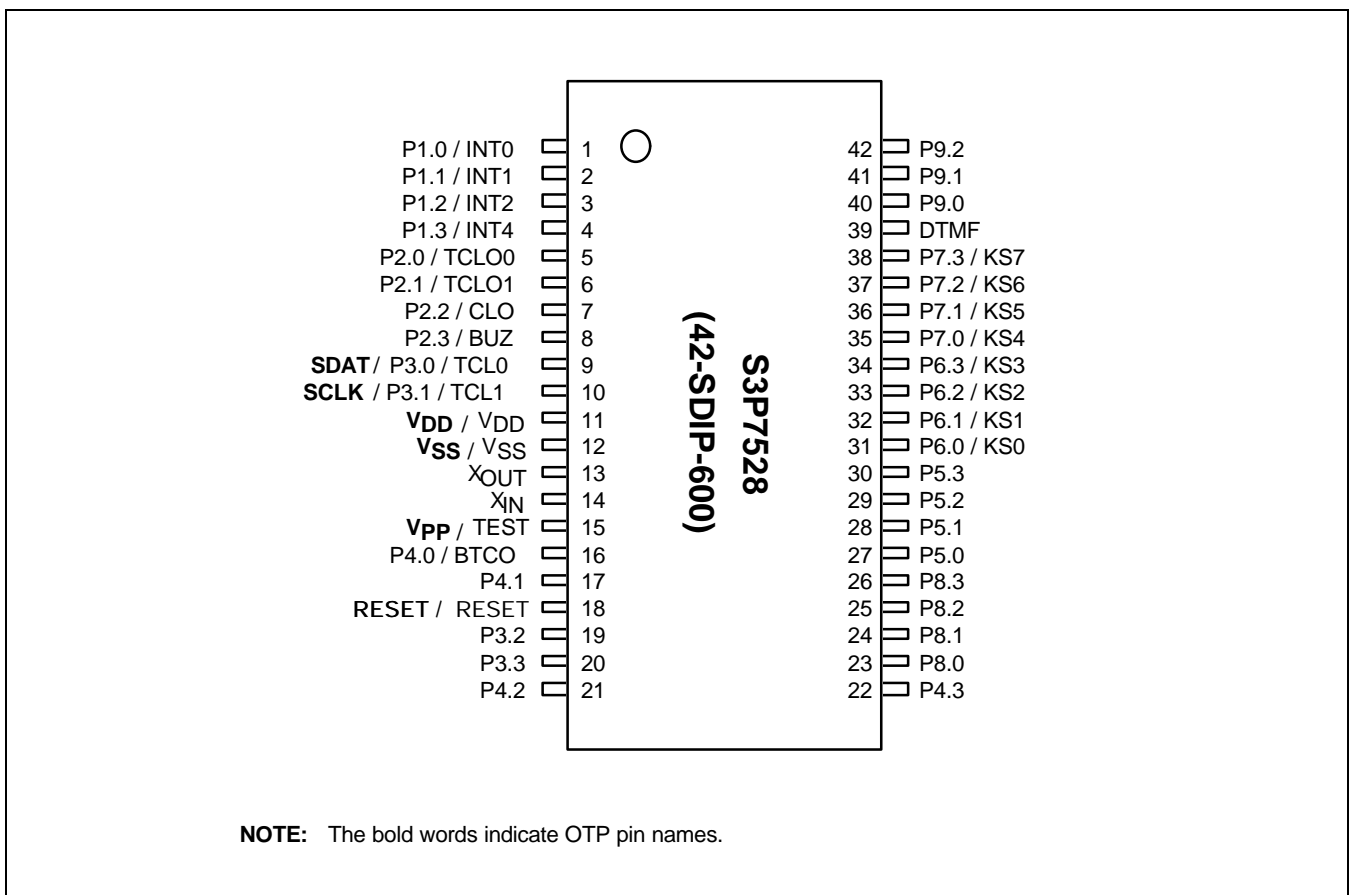 P1.0 / INT0 1 42 P9.2
P1.1 / INT1 2 41 P9.1
P1.2 / INT2 3 40 P9.0
P1.3 / INT4 4 39 DTMF
P2.0 / TCLO0 5 38 P7.3 / KS7
P2.1 / TCLO1 6 37 P7.2 / KS6
P2.2 / CLO 7 36 P7.1 / KS5
P2.3 / BUZ 8 35 P7.0 / KS4
SDAT / P3.0 / TCL0 9 34 P6.3 / KS3
SCLK / P3.1 / TCL1 10 33 P6.2 / KS2
VDD / VDD 11 32 P6.1 / KS1
VSS / VSS 12 31 P6.0 / KS0
XOUT 13 30 P5.3
XIN 14 29 P5.2
VPP / TEST 15 28 P5.1
P4.0 / BTCO 16 27 P5.0
P4.1 17 26 P8.3
RESET / RESET 18 25 P8.2
P3.2 19 24 P8.1
P3.3 20 23 P8.0
P4.2 21 22 P4.3
S3P7528
(42-SDIP-600)
NOTE: The bold words indicate OTP pin names.